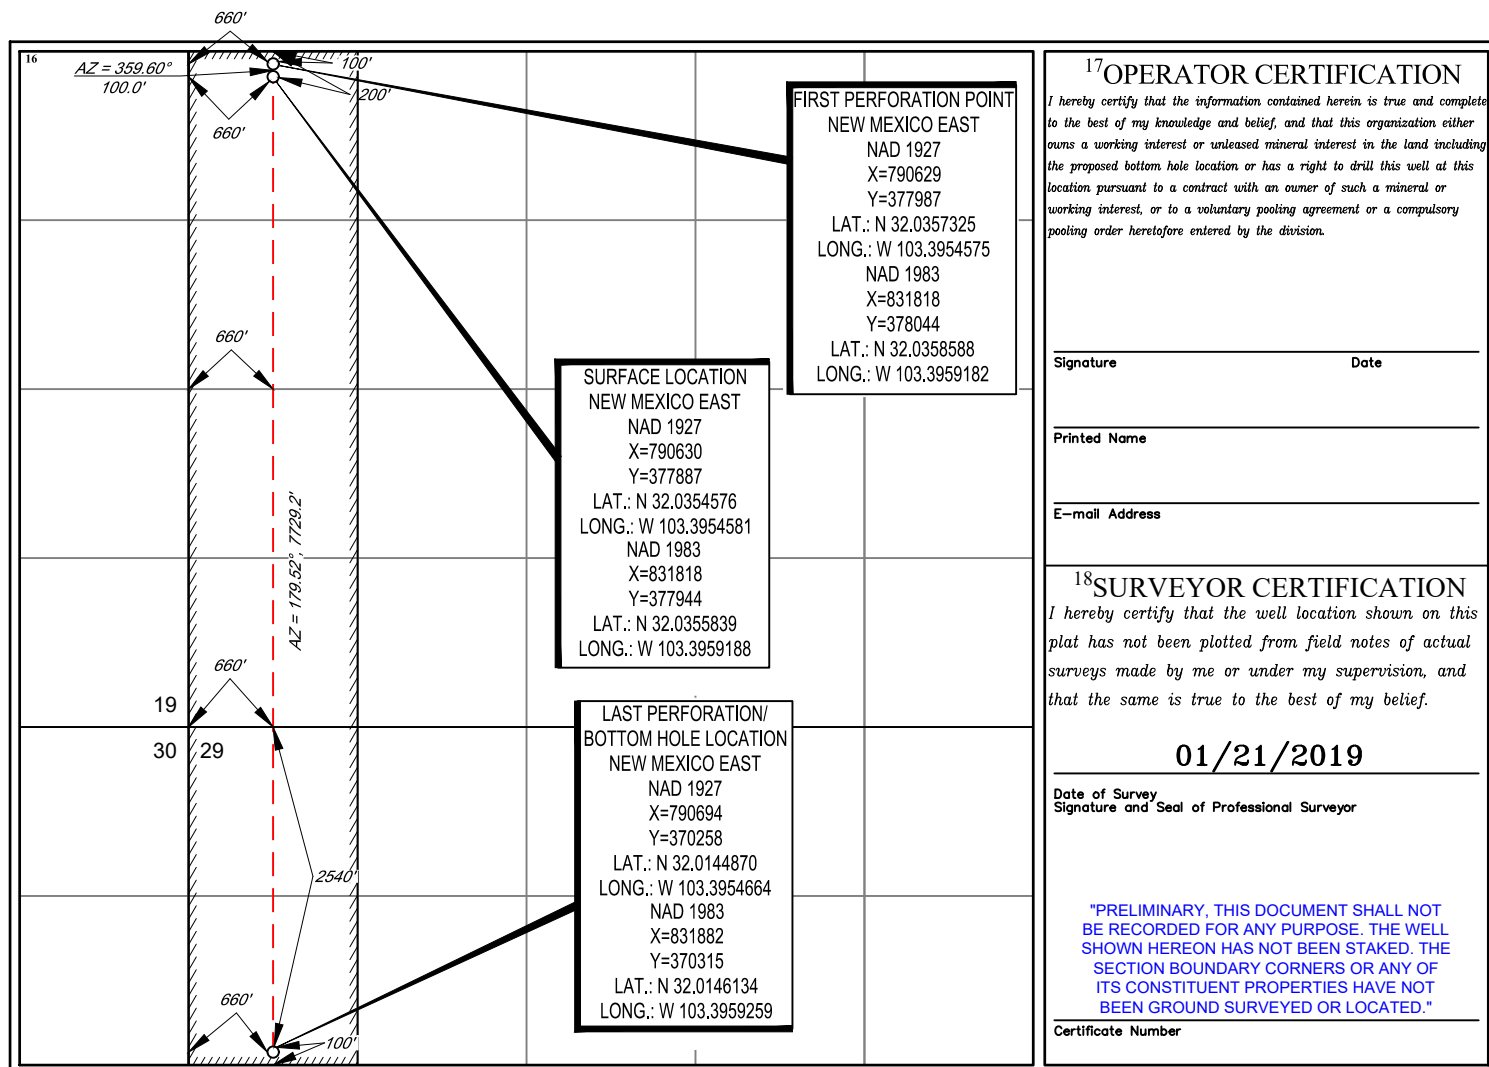 16
660'
AZ = 359.60°
100.0'
100'
200'
660'
660'
AZ = 179.52°, 7729.2'
660'
19
30
29
2540'
660'
100'
FIRST PERFORATION POINT
NEW MEXICO EAST
NAD 1927
X=790629
Y=377987
LAT.: N 32.0357325
LONG.: W 103.3954575
NAD 1983
X=831818
Y=378044
LAT.: N 32.0358588
LONG.: W 103.3959182
SURFACE LOCATION
NEW MEXICO EAST
NAD 1927
X=790630
Y=377887
LAT.: N 32.0354576
LONG.: W 103.3954581
NAD 1983
X=831818
Y=377944
LAT.: N 32.0355839
LONG.: W 103.3959188
LAST PERFORATION/
BOTTOM HOLE LOCATION
NEW MEXICO EAST
NAD 1927
X=790694
Y=370258
LAT.: N 32.0144870
LONG.: W 103.3954664
NAD 1983
X=831882
Y=370315
LAT.: N 32.0146134
LONG.: W 103.3959259
17OPERATOR CERTIFICATION
I hereby certify that the information contained herein is true and complete
to the best of my knowledge and belief, and that this organization either
owns a working interest or unleased mineral interest in the land including
the proposed bottom hole location or has a right to drill this well at this
location pursuant to a contract with an owner of such a mineral or
working interest, or to a voluntary pooling agreement or a compulsory
pooling order heretofore entered by the division.
Signature Date
Printed Name
E-mail Address
18SURVEYOR CERTIFICATION
I hereby certify that the well location shown on this
plat has not been plotted from field notes of actual
surveys made by me or under my supervision, and
that the same is true to the best of my belief.
01/21/2019
Date of Survey
Signature and Seal of Professional Surveyor
"PRELIMINARY, THIS DOCUMENT SHALL NOT
BE RECORDED FOR ANY PURPOSE. THE WELL
SHOWN HEREON HAS NOT BEEN STAKED. THE
SECTION BOUNDARY CORNERS OR ANY OF
ITS CONSTITUENT PROPERTIES HAVE NOT
BEEN GROUND SURVEYED OR LOCATED."
Certificate Number